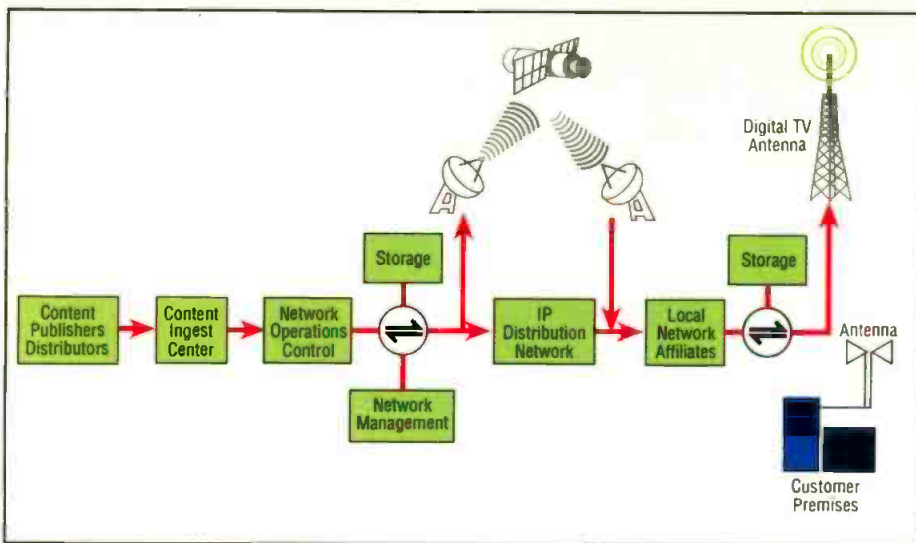 Digital TV
Antenna
Storage
Storage
Content
Publishers
Distributors
Content
Ingest
Center
Network
Operations
Control
IP
Distribution
Network
Local
Network
Affiliates
Antenna
Network
Management
Customer
Premises